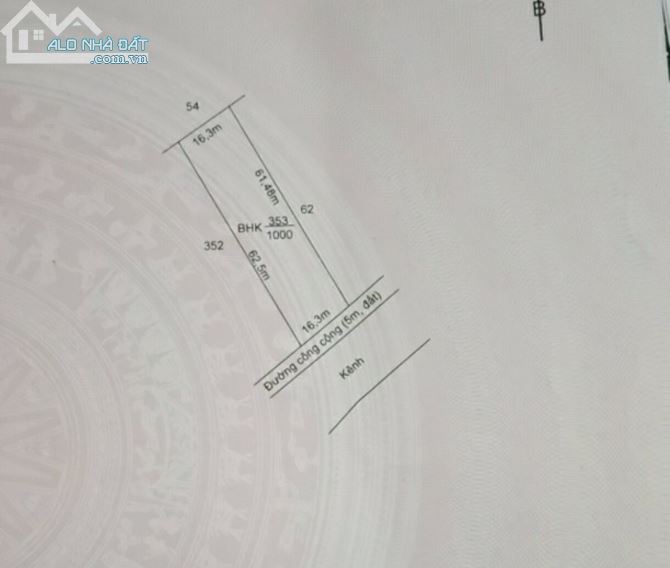 ALO NHÀ ĐẤT
.com.vn
B
54
16,3m
61,48m
62
BHK 353
1000
352
62,5m
16,3m
Đường công cộng (5m, đất)
Kênh